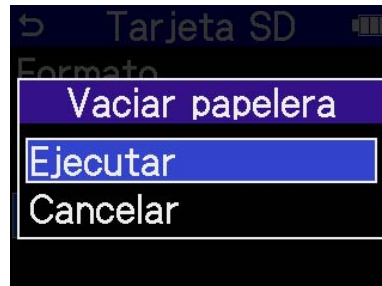 Tarjeta SD
Formato
Vaciar papelera
Ejecutar
Cancelar